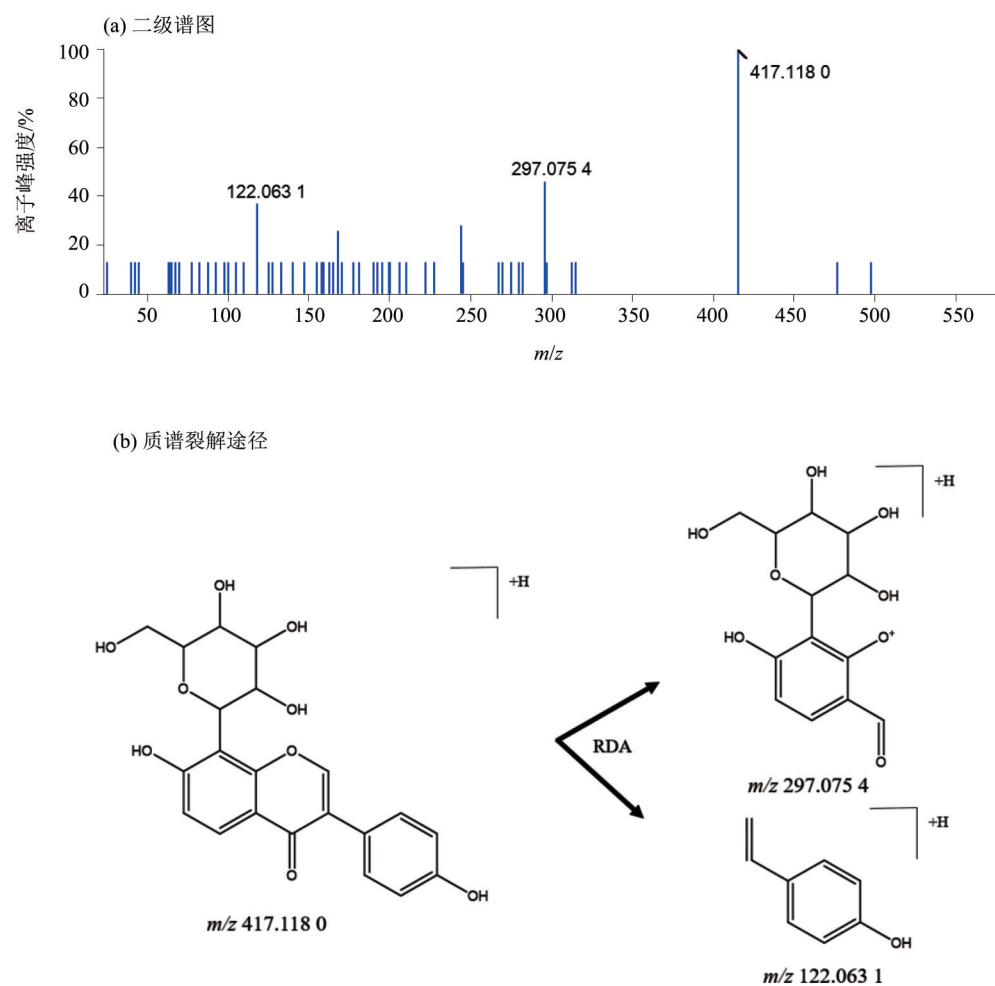 (a) 二级谱图
离子峰强度/%
100
80
60
40
20
0
417.118 0
297.075 4
122.063 1
50 100 150 200 250 300 350 400 450 500 550
m/z
(b) 质谱裂解途径
+H
OH
HO
OH
O
OH
HO
O
O
OH
m/z 417.118 0
RDA
+H
OH
HO
OH
O
OH
HO
O+
O
m/z 297.075 4
+H
OH
m/z 122.063 1